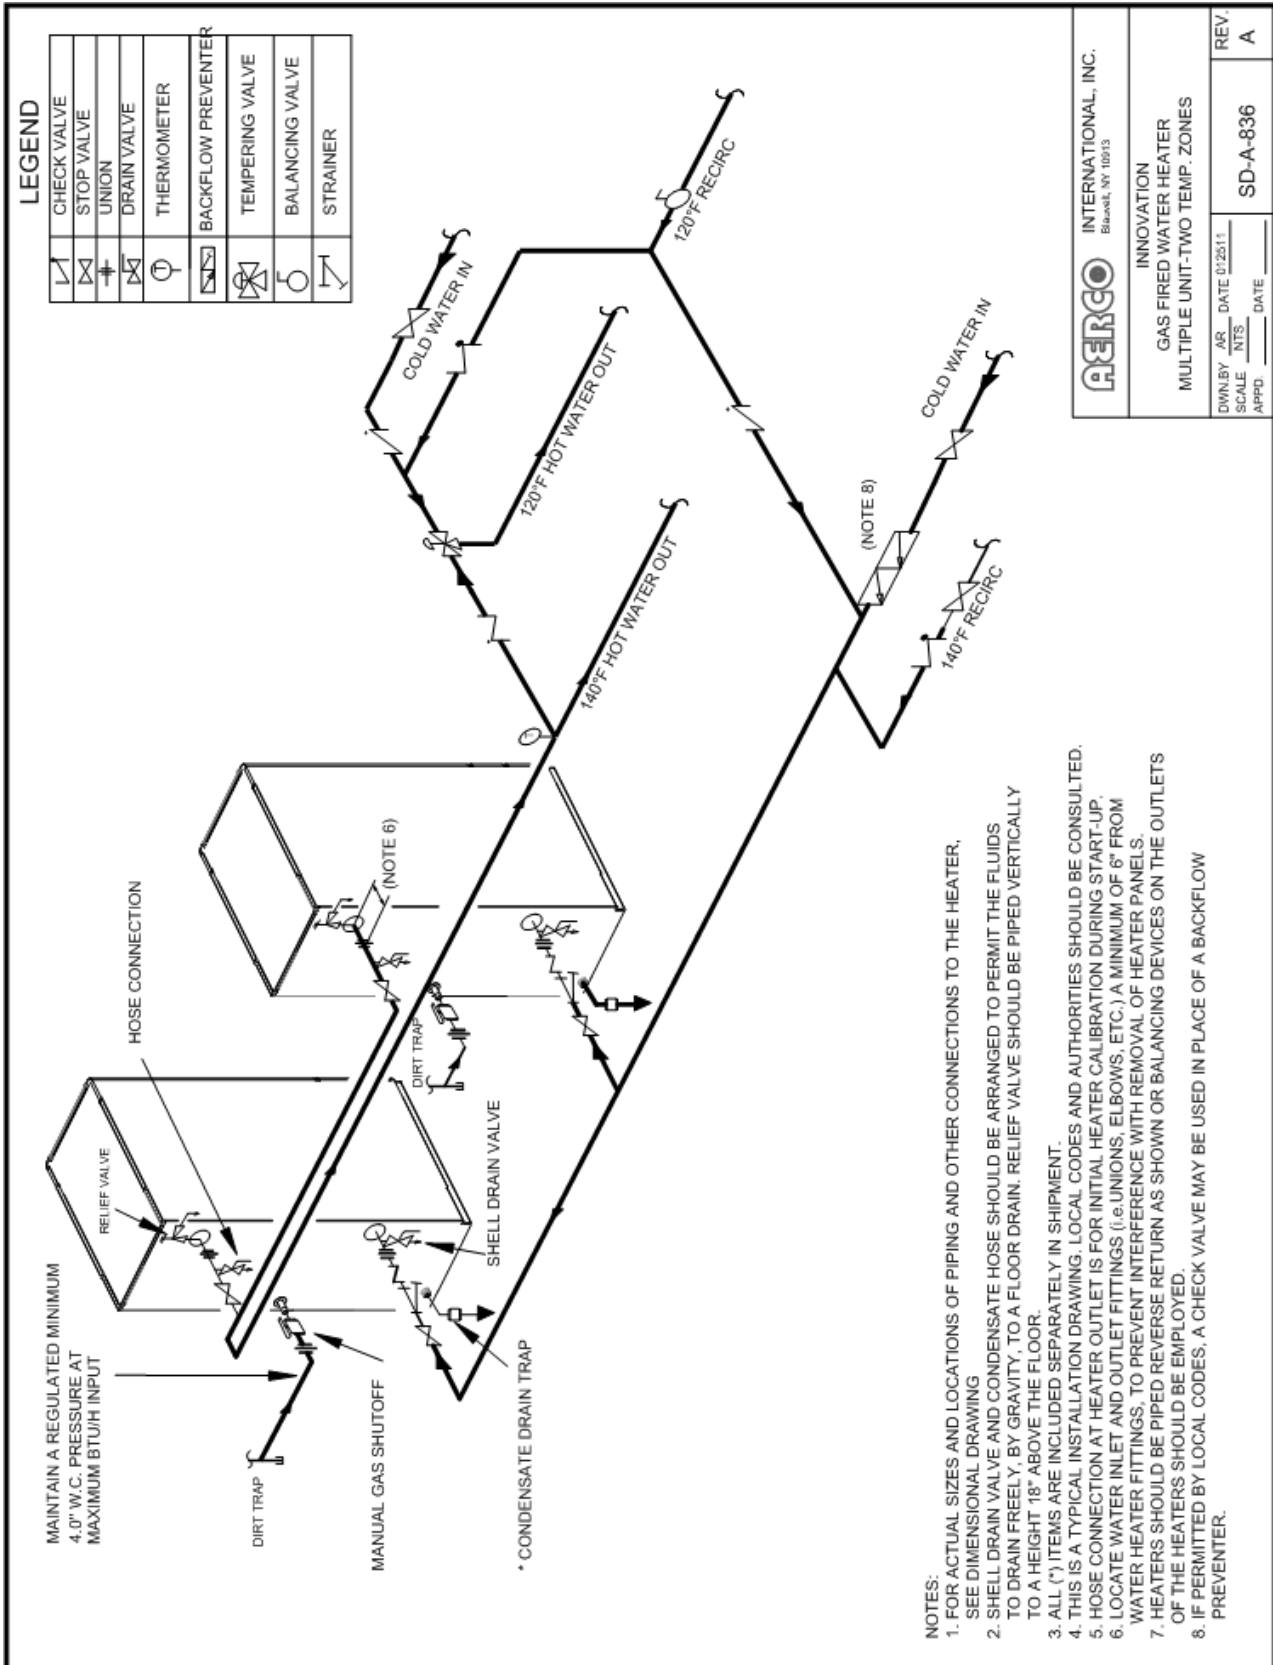 LEGEND
CHECK VALVE
STOP VALVE
UNION
DRAIN VALVE
THERMOMETER
BACKFLOW PREVENTER
TEMPERING VALVE
BALANCING VALVE
STRAINER
MAINTAIN A REGULATED MINIMUM
4.0" W.C. PRESSURE AT
MAXIMUM BTU/H INPUT
RELIEF VALVE
HOSE CONNECTION
(NOTE 6)
DIRT TRAP
DIRT TRAP
MANUAL GAS SHUTOFF
SHELL DRAIN VALVE
* CONDENSATE DRAIN TRAP
COLD WATER IN
120°F HOT WATER OUT
140°F HOT WATER OUT
120°F RECIRC
(NOTE 8)
COLD WATER IN
140°F RECIRC
NOTES:
1. FOR ACTUAL SIZES AND LOCATIONS OF PIPING AND OTHER CONNECTIONS TO THE HEATER,
SEE DIMENSIONAL DRAWING
2. SHELL DRAIN VALVE AND CONDENSATE HOSE SHOULD BE ARRANGED TO PERMIT THE FLUIDS
TO DRAIN FREELY, BY GRAVITY, TO A FLOOR DRAIN. RELIEF VALVE SHOULD BE PIPED VERTICALLY
TO A HEIGHT 18" ABOVE THE FLOOR.
3. ALL (*) ITEMS ARE INCLUDED SEPARATELY IN SHIPMENT.
4. THIS IS A TYPICAL INSTALLATION DRAWING. LOCAL CODES AND AUTHORITIES SHOULD BE CONSULTED.
5. HOSE CONNECTION AT HEATER OUTLET IS FOR INITIAL HEATER CALIBRATION DURING START-UP.
6. LOCATE WATER INLET AND OUTLET FITTINGS (i.e.UNIONS, ELBOWS, ETC.) A MINIMUM OF 6" FROM
WATER HEATER FITTINGS, TO PREVENT INTERFERENCE WITH REMOVAL OF HEATER PANELS.
7. HEATERS SHOULD BE PIPED REVERSE RETURN AS SHOWN OR BALANCING DEVICES ON THE OUTLETS
OF THE HEATERS SHOULD BE EMPLOYED.
8. IF PERMITTED BY LOCAL CODES, A CHECK VALVE MAY BE USED IN PLACE OF A BACKFLOW
PREVENTER.
AERCO INTERNATIONAL, INC.
Blauvelt, NY 10913
INNOVATION
GAS FIRED WATER HEATER
MULTIPLE UNIT-TWO TEMP. ZONES
DWN.BY AR DATE 012511
SCALE NTS
APPD. DATE
SD-A-836
REV.
A